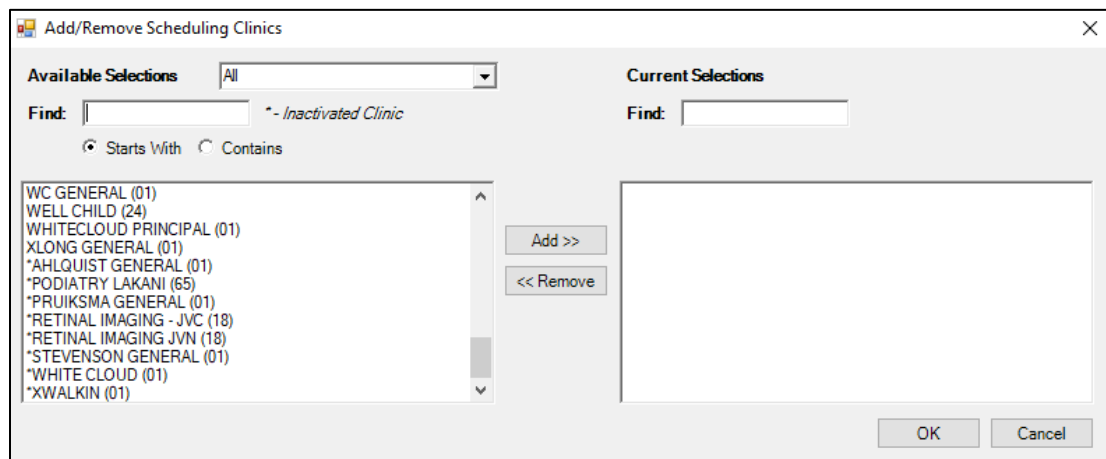 Add/Remove Scheduling Clinics
Available Selections
All
Current Selections
Find:
*- Inactivated Clinic
Find:
Starts With
Contains
WC GENERAL (01)
WELL CHILD (24)
WHITECLOUD PRINCIPAL (01)
XLONG GENERAL (01)
*AHLQUIST GENERAL (01)
*PODIATRY LAKANI (65)
*PRUIKSMA GENERAL (01)
*RETINAL IMAGING - JVC (18)
*RETINAL IMAGING JVN (18)
*STEVENSON GENERAL (01)
*WHITE CLOUD (01)
*XWALKIN (01)
Add >>
<< Remove
OK
Cancel